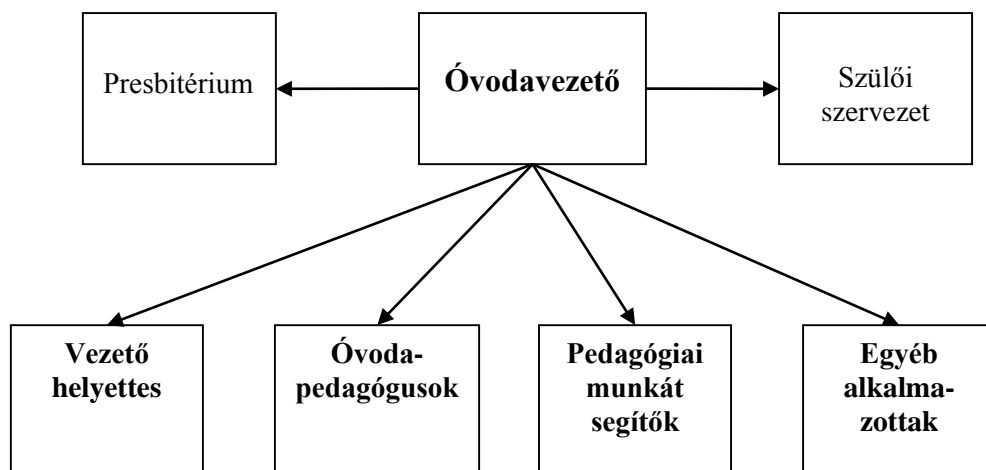 Presbitérium
Óvodavezető
Szülői
szervezet
Vezető
helyettes
Óvoda-
pedagógusok
Pedagógiai
munkát
segítők
Egyéb
alkalma-
zottak